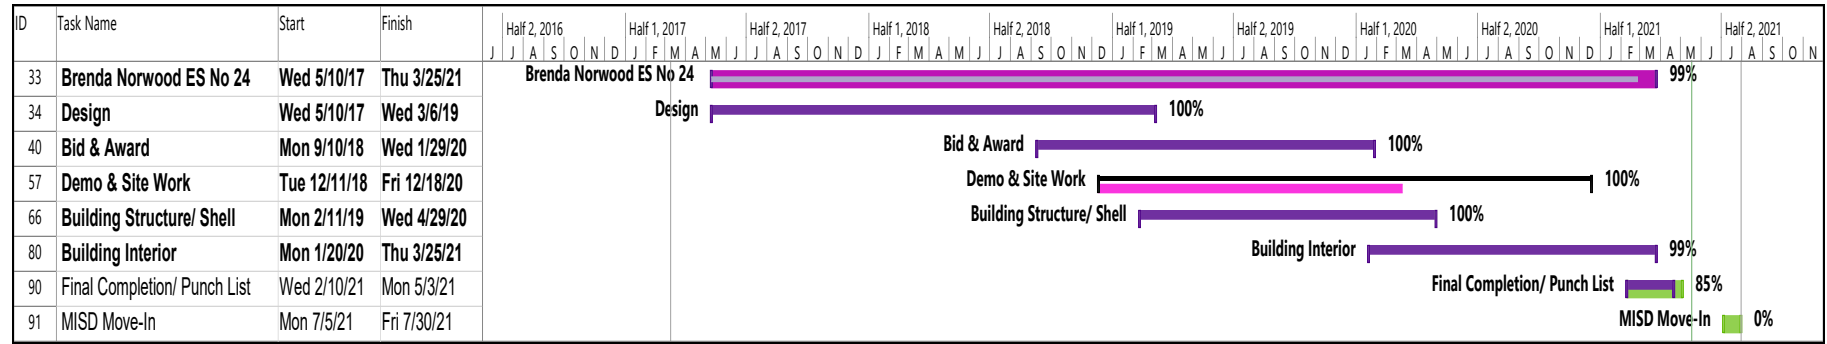 ID Task Name Start Finish Half 2, 2016 Half 1, 2017 Half 2, 2017 Half 1, 2018 Half 2, 2018 Half 1, 2019 Half 2, 2019 Half 1, 2020 Half 2, 2020 Half 1, 2021 Half 2, 2021
J J A S O N D J F M A M J J A S O N D J F M A M J J A S O N D J F M A M J J A S O N D J F M A M J J A S O N D J F M A M J J A S O N
33 Brenda Norwood ES No 24 Wed 5/10/17 Thu 3/25/21 Brenda Norwood ES No 24 99%
34 Design Wed 5/10/17 Wed 3/6/19 Design 100%
40 Bid & Award Mon 9/10/18 Wed 1/29/20 Bid & Award 100%
57 Demo & Site Work Tue 12/11/18 Fri 12/18/20 Demo & Site Work 100%
66 Building Structure/ Shell Mon 2/11/19 Wed 4/29/20 Building Structure/ Shell 100%
80 Building Interior Mon 1/20/20 Thu 3/25/21 Building Interior 99%
90 Final Completion/ Punch List Wed 2/10/21 Mon 5/3/21 Final Completion/ Punch List 85%
91 MISD Move-In Mon 7/5/21 Fri 7/30/21 MISD Move-In 0%